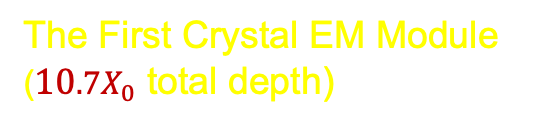 The First Crystal EM Module
(10.7X₀ total depth)